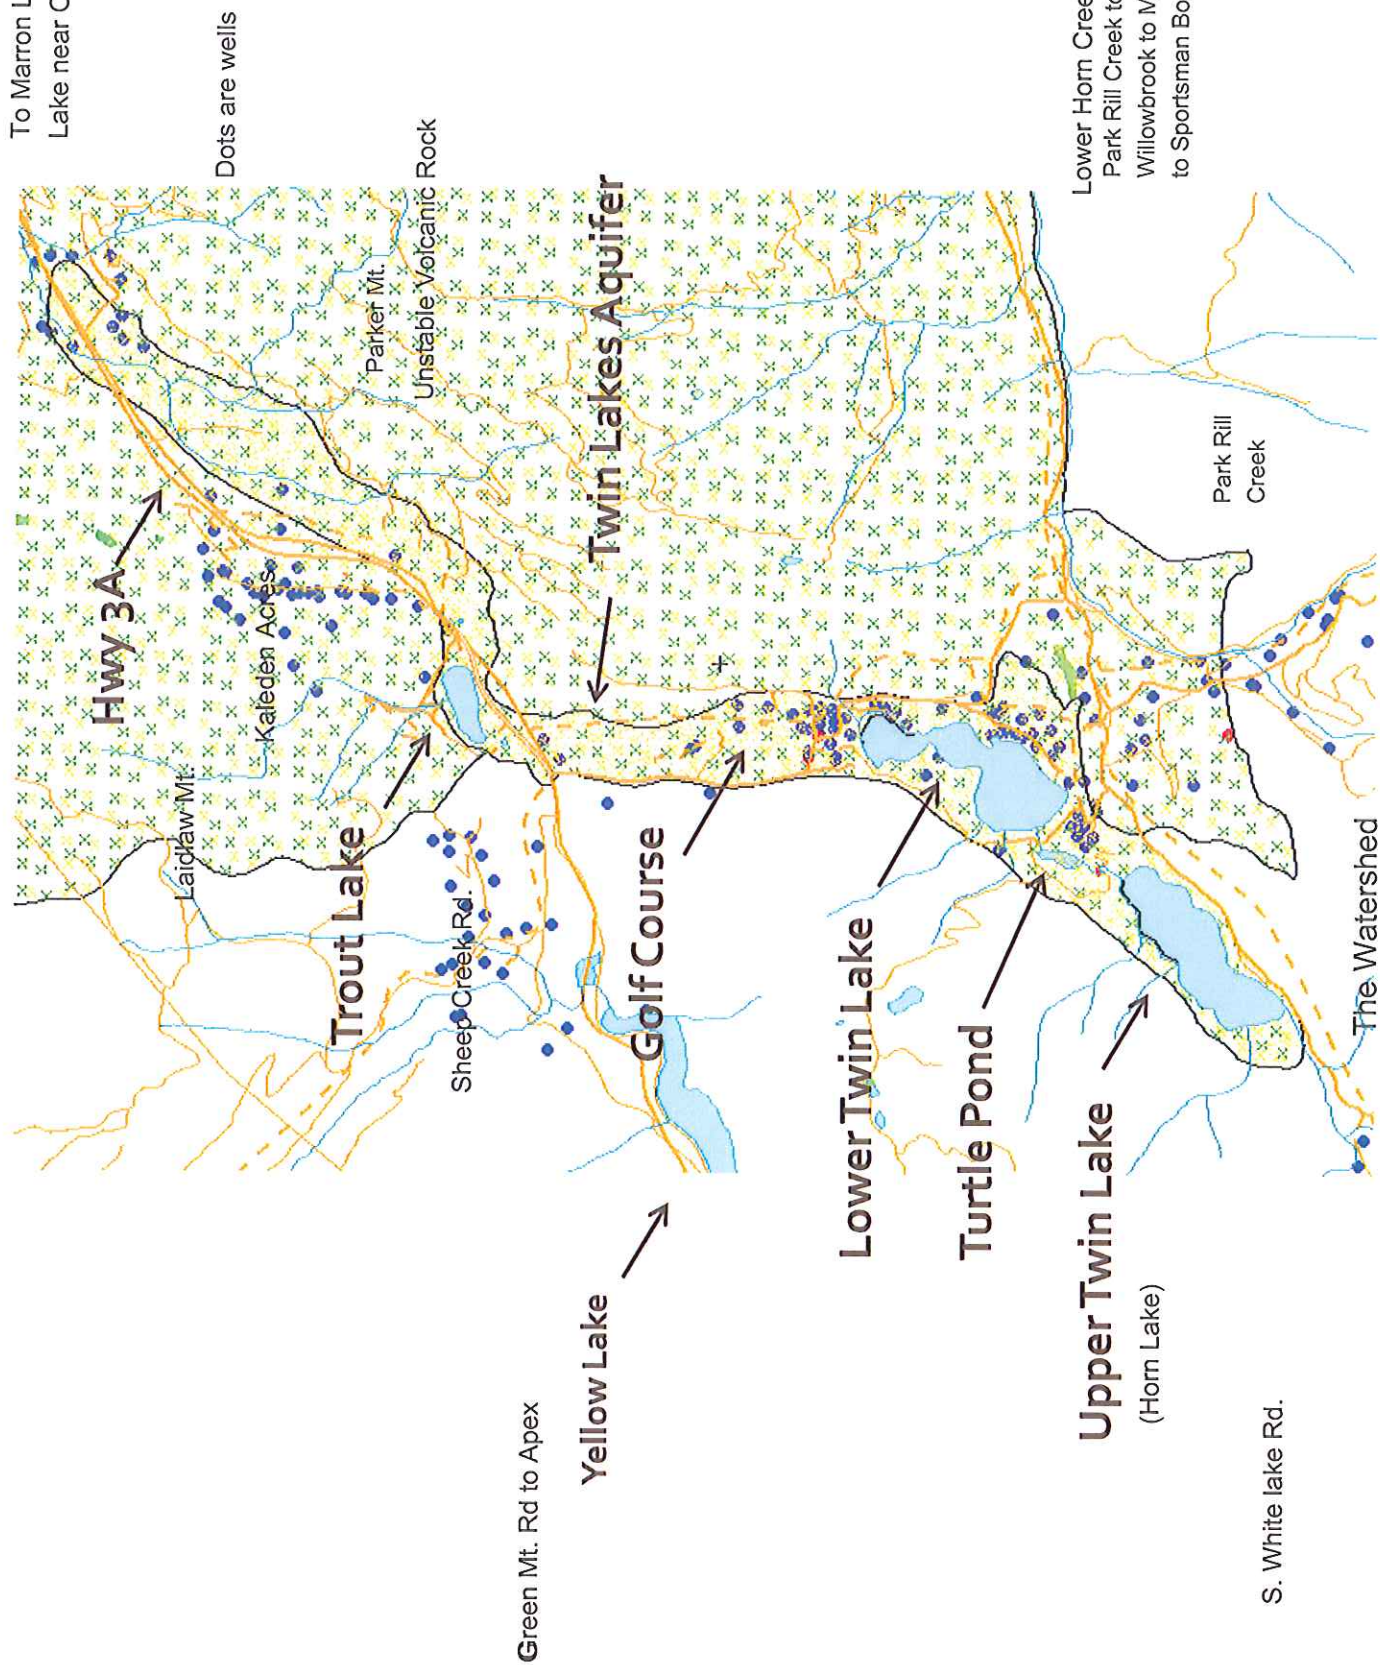 To Marron L
Lake near O
Dots are wells
Hwy 3A
Kaleden Acres
Laidlaw Mt.
Parker Mt.
Unstable Volcanic Rock
Trout Lake
Sheep Creek Rd.
Green Mt. Rd to Apex
Yellow Lake
Twin Lakes Aquifer
Golf Course
Lower Twin Lake
Turtle Pond
Upper Twin Lake
(Horn Lake)
S. White lake Rd.
Lower Horn Cree
Park Rill Creek to
Willowbrook to M
to Sportsman Bo
Park Rill
Creek
The Watershed